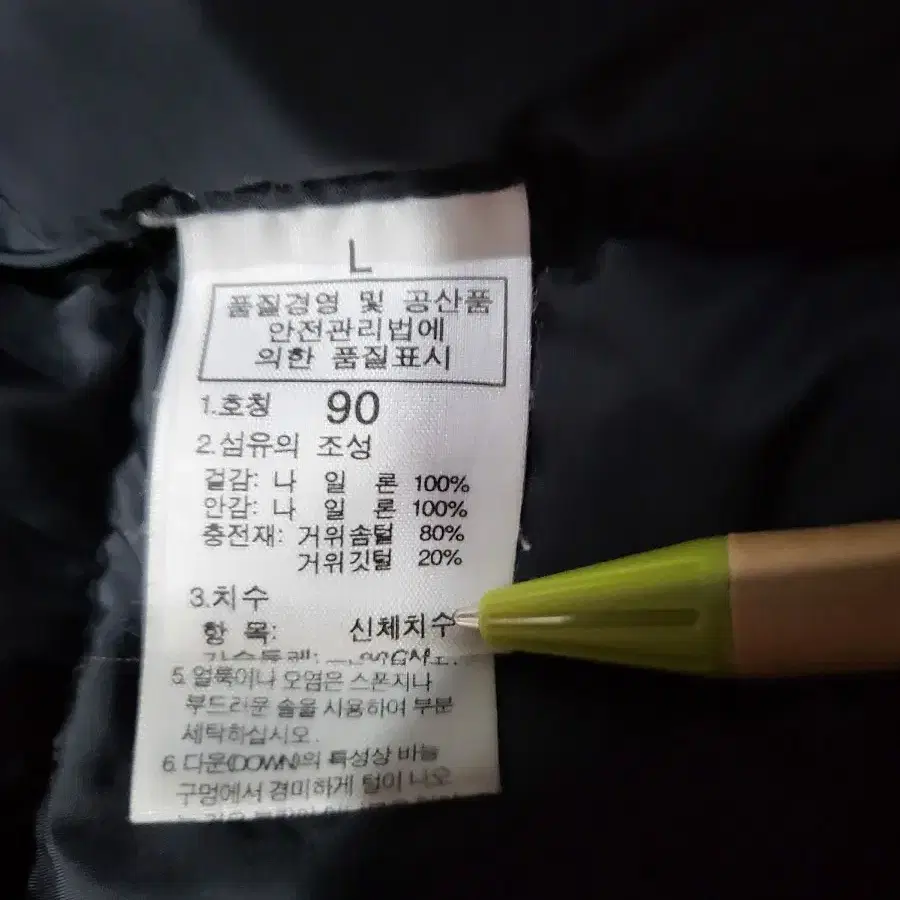 L
품질경영 및 공산품
안전관리법에
의한 품질표시
1.호칭 90
2.섬유의 조성
겉감: 나 일 론 100%
안감: 나 일 론 100%
충전재: 거위솜털 80%
거위깃털 20%
3.치수
항 목: 신체치수
5. 얼룩이나 오염은 스폰지나
부드러운 솔을 사용하여 부분
세탁하십시오.
6. 다운(DOWN)의 특성상 바늘
구멍에서 경미하게 털이 나오